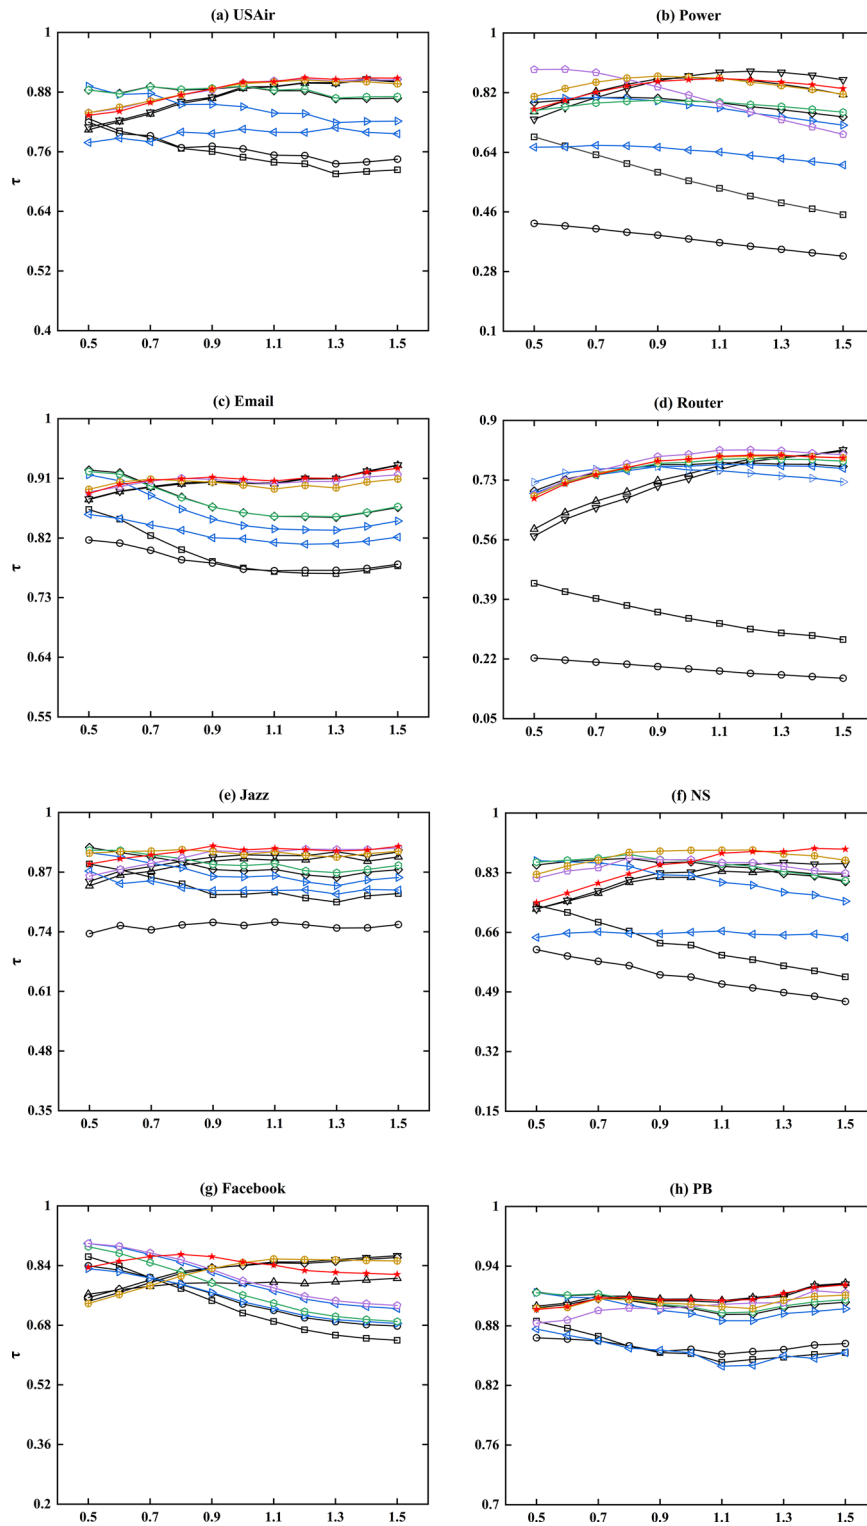 (a) USAir
1
0.88
0.76
0.64
0.52
0.4
τ
0.5 0.7 0.9 1.1 1.3 1.5
(b) Power
1
0.82
0.64
0.46
0.28
0.1
0.5 0.7 0.9 1.1 1.3 1.5
(c) Email
1
0.91
0.82
0.73
0.64
0.55
τ
0.5 0.7 0.9 1.1 1.3 1.5
(d) Router
0.9
0.73
0.56
0.39
0.22
0.05
0.5 0.7 0.9 1.1 1.3 1.5
(e) Jazz
1
0.87
0.74
0.61
0.48
0.35
τ
0.5 0.7 0.9 1.1 1.3 1.5
(f) NS
1
0.83
0.66
0.49
0.32
0.15
0.5 0.7 0.9 1.1 1.3 1.5
(g) Facebook
1
0.84
0.68
0.52
0.36
0.2
τ
0.5 0.7 0.9 1.1 1.3 1.5
(h) PB
1
0.94
0.88
0.82
0.76
0.7
0.5 0.7 0.9 1.1 1.3 1.5